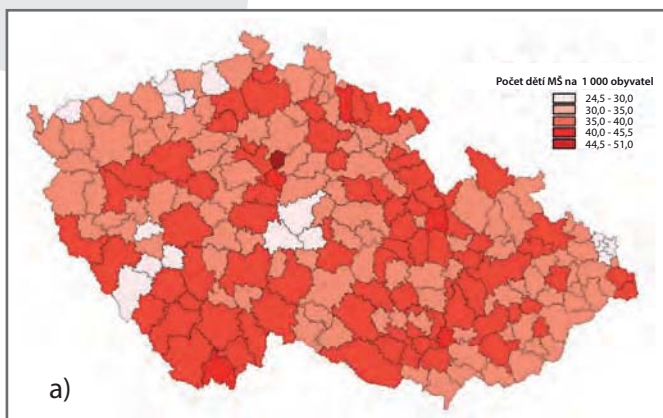 Počet dětí MŠ na 1 000 obyvatel
24,5 - 30,0
30,0 - 35,0
35,0 - 40,0
40,0 - 45,5
44,5 - 51,0
a)